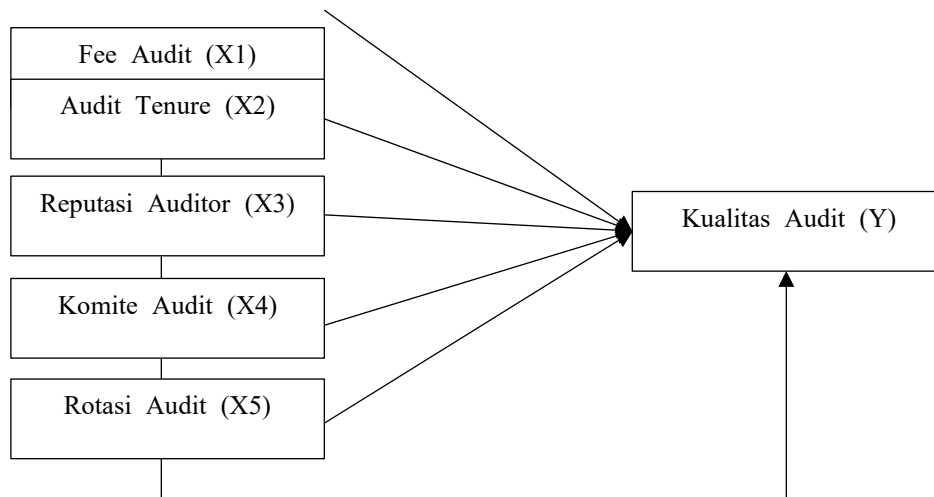 Fee Audit (X1)
Audit Tenure (X2)
Reputasi Auditor (X3)
Kualitas Audit (Y)
Komite Audit (X4)
Rotasi Audit (X5)